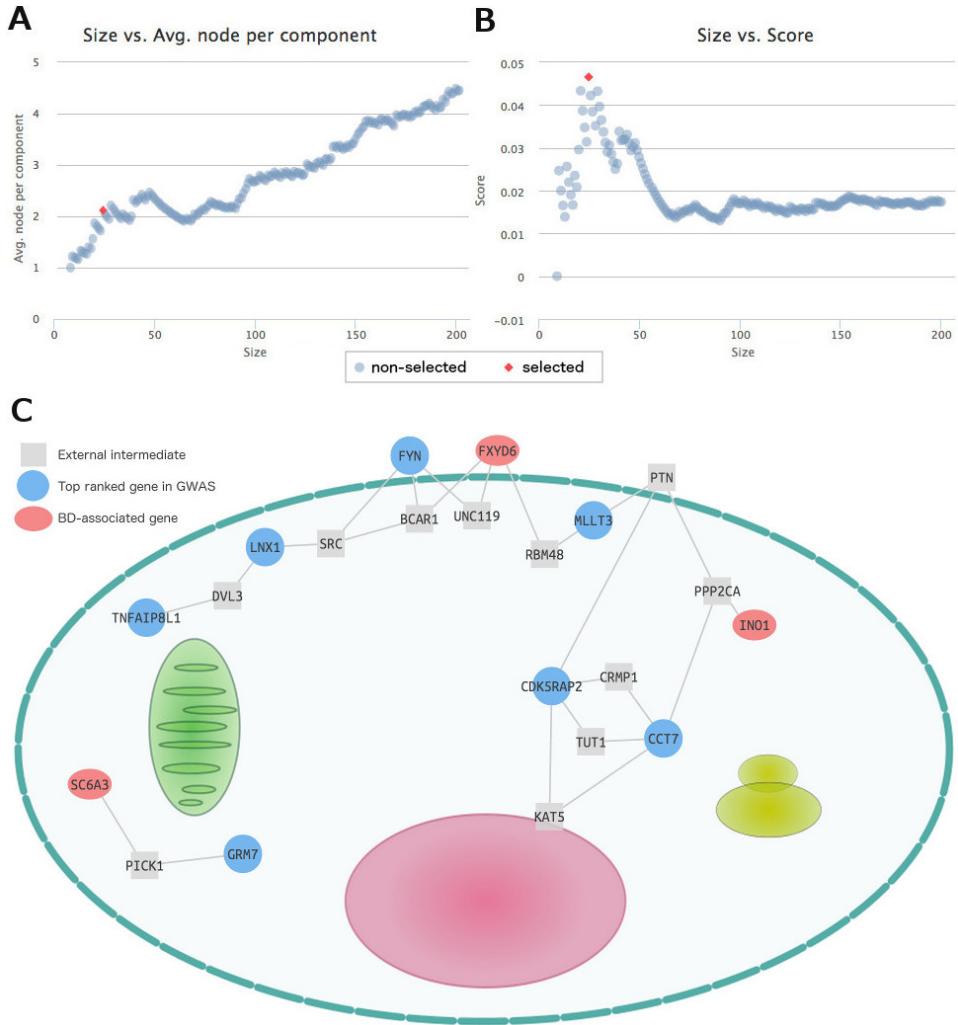 A
Size vs. Avg. node per component
5
4
3
2
1
0
Avg. node per component
0 50 100 150 200
Size
B
Size vs. Score
0.05
0.04
0.03
0.02
0.01
0
−0.01
Score
0 50 100 150 200
Size
non-selected selected
C
External intermediate
Top ranked gene in GWAS
BD-associated gene
FYN
FXYD6
PTN
BCAR1
UNC119
MLLT3
LNX1
SRC
RBM48
DVL3
PPP2CA
TNFAIP8L1
INO1
CDK5RAP2
CRMP1
TUT1
CCT7
SC6A3
KAT5
PICK1
GRM7